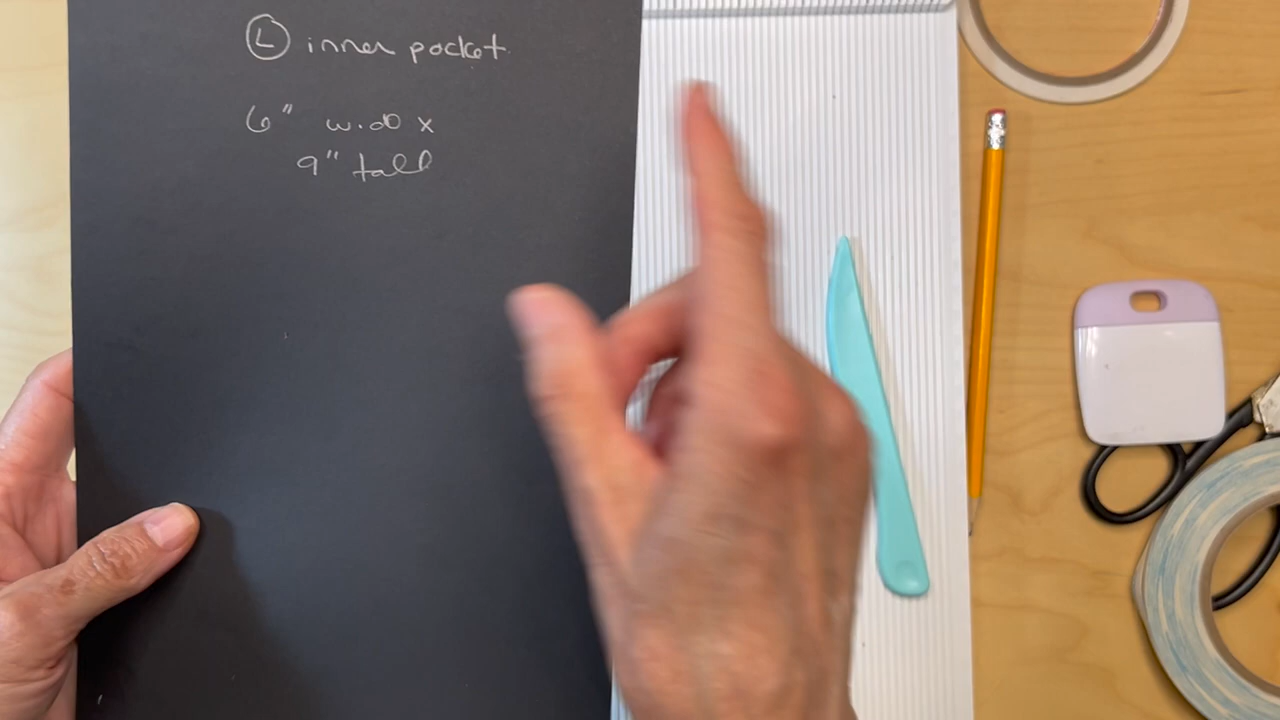 Ⓛ inner pocket
6" wide x
9" tall